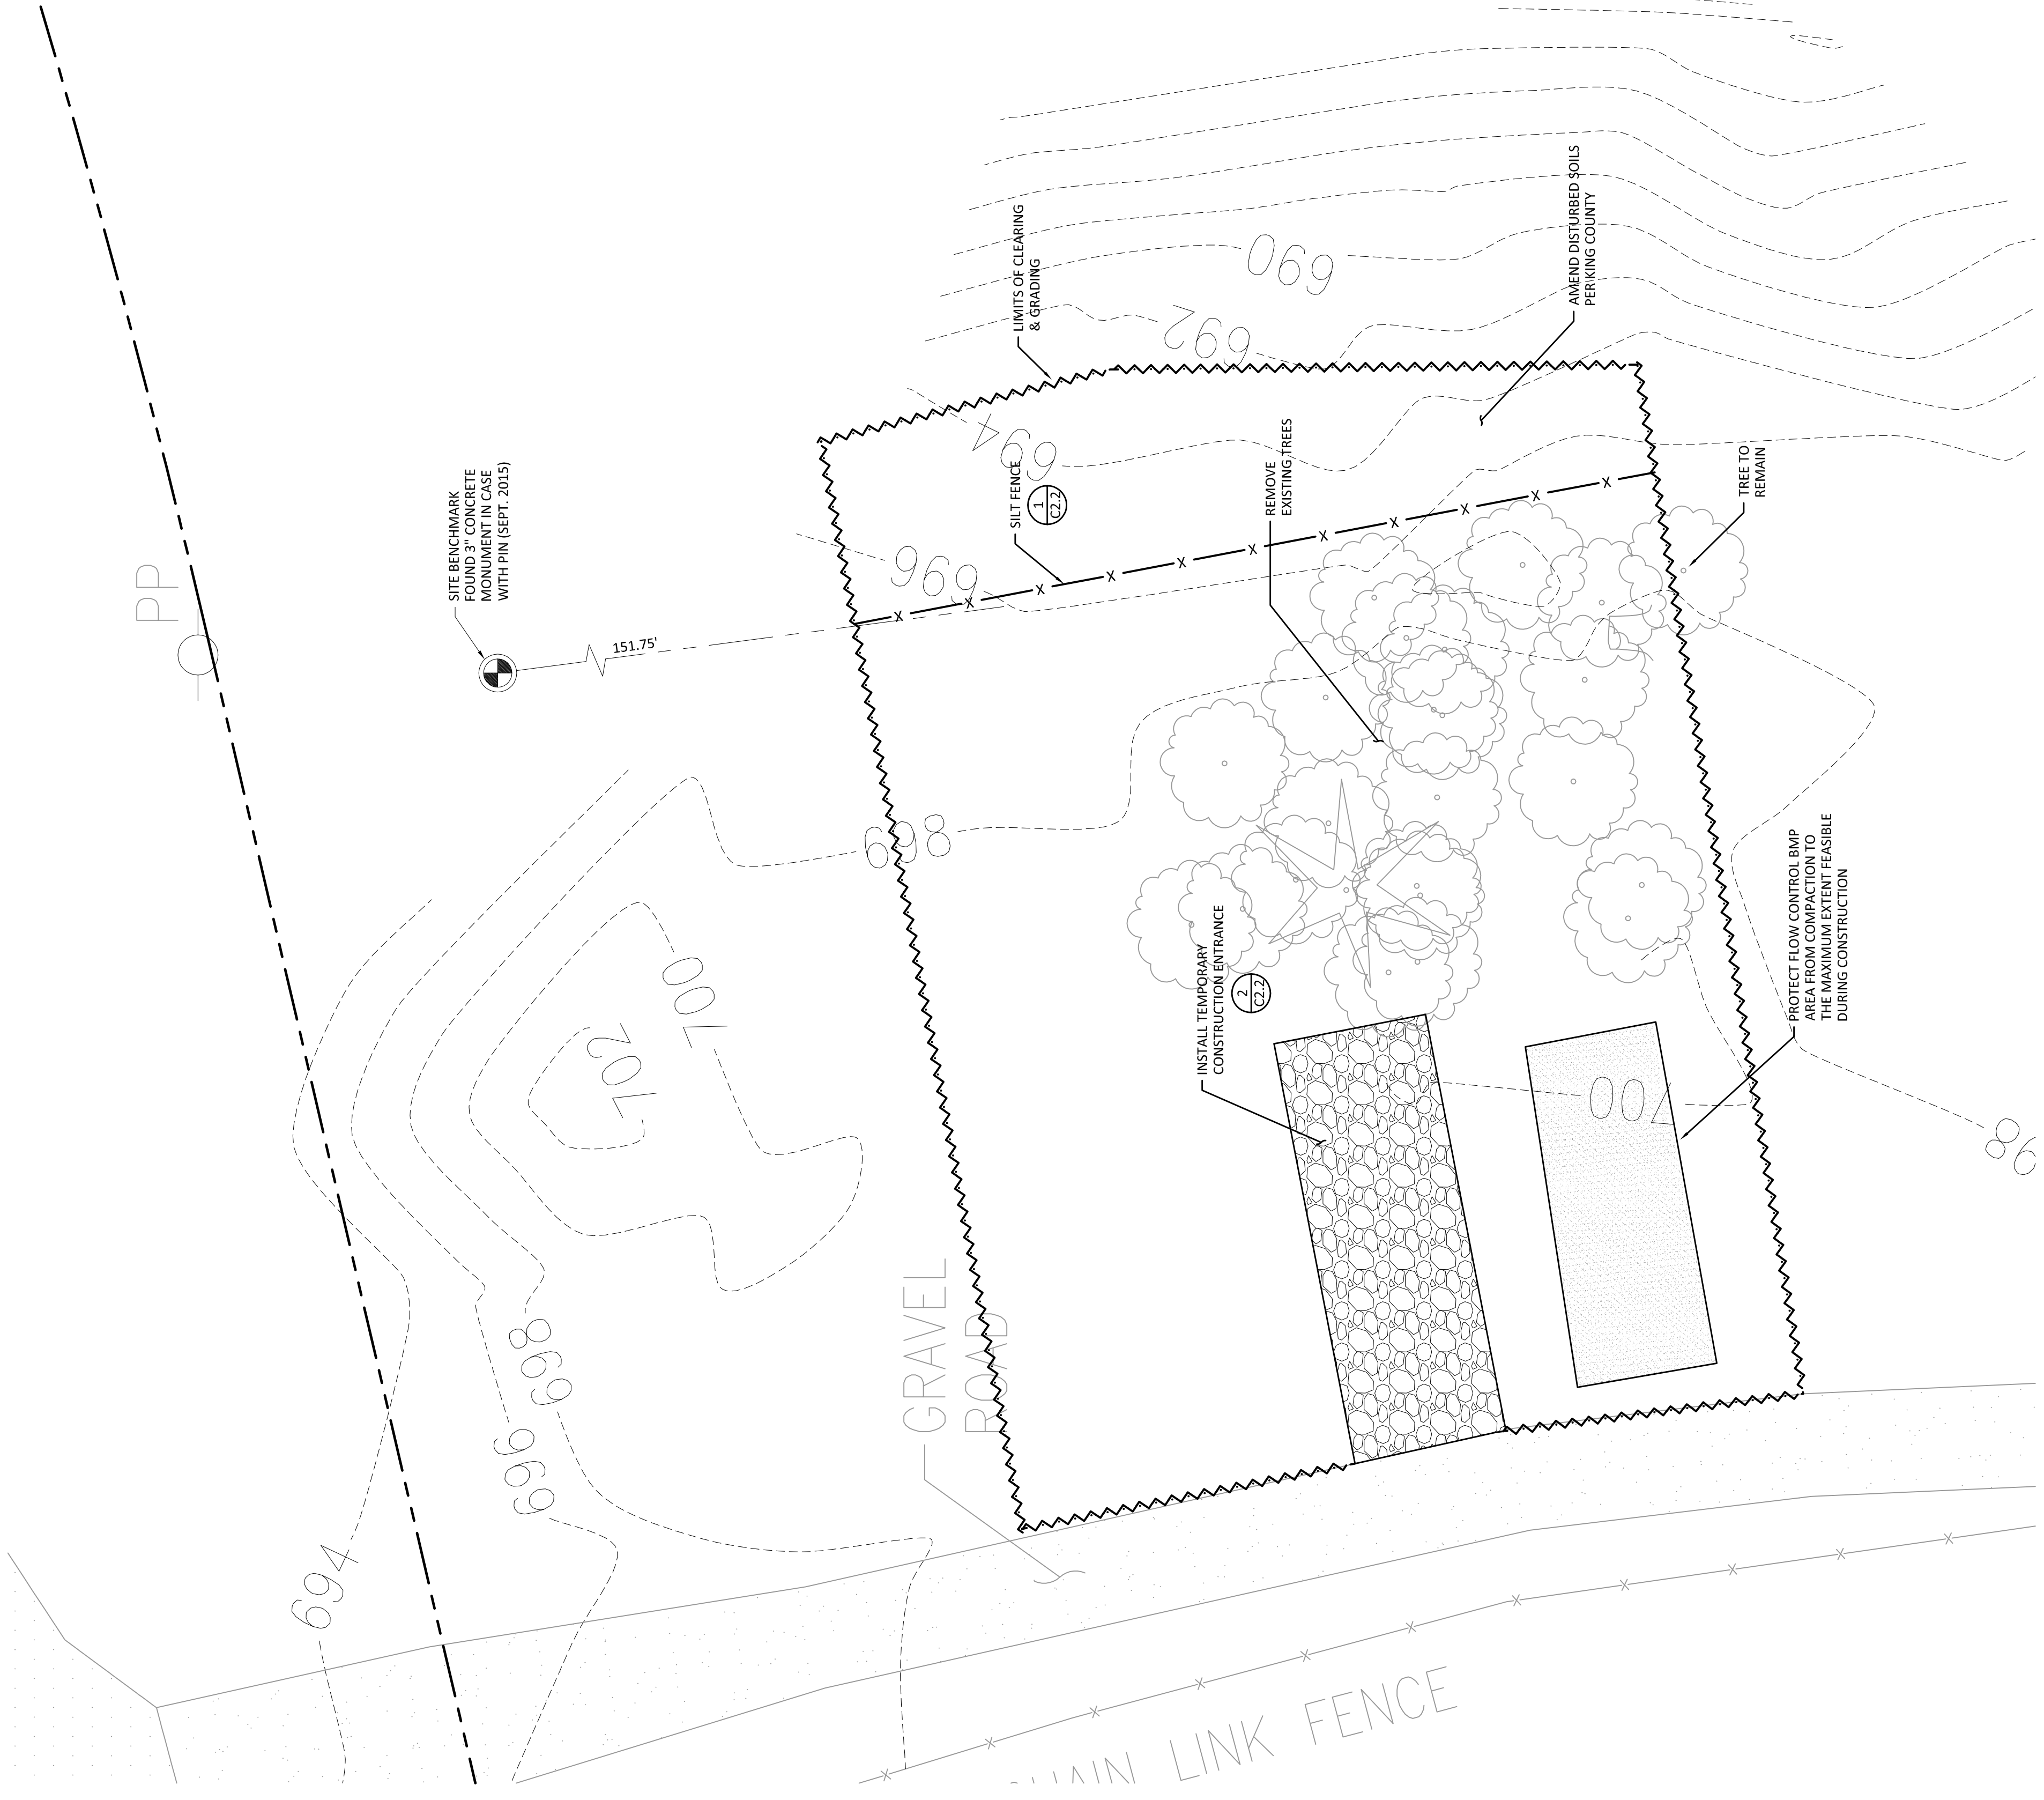 PP
SITE BENCHMARK
FOUND 3" CONCRETE
MONUMENT IN CASE
WITH PIN (SEPT. 2015)
151.75'
LIMITS OF CLEARING
& GRADING
690
692
694
696
SILT FENCE
1
C2.2
REMOVE
EXISTING TREES
AMEND DISTURBED SOILS
PER KING COUNTY
TREE TO
REMAIN
698
700
702
INSTALL TEMPORARY
CONSTRUCTION ENTRANCE
2
C2.2
PROTECT FLOW CONTROL BMP
AREA FROM COMPACTION TO
THE MAXIMUM EXTENT FEASIBLE
DURING CONSTRUCTION
700
GRAVEL
ROAD
698
696
694
LINK FENCE